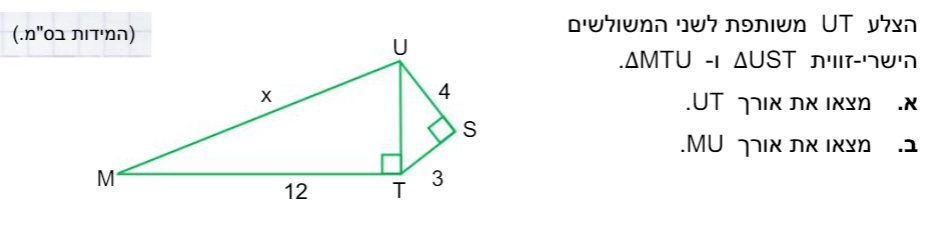 הצלע UT משותפת לשני המשולשים
הישרי-זווית ΔUST ו- ΔMTU.
א. מצאו את אורך UT.
ב. מצאו את אורך MU.
(המידות בס"מ.)
U
x
4
S
M
12
T
3